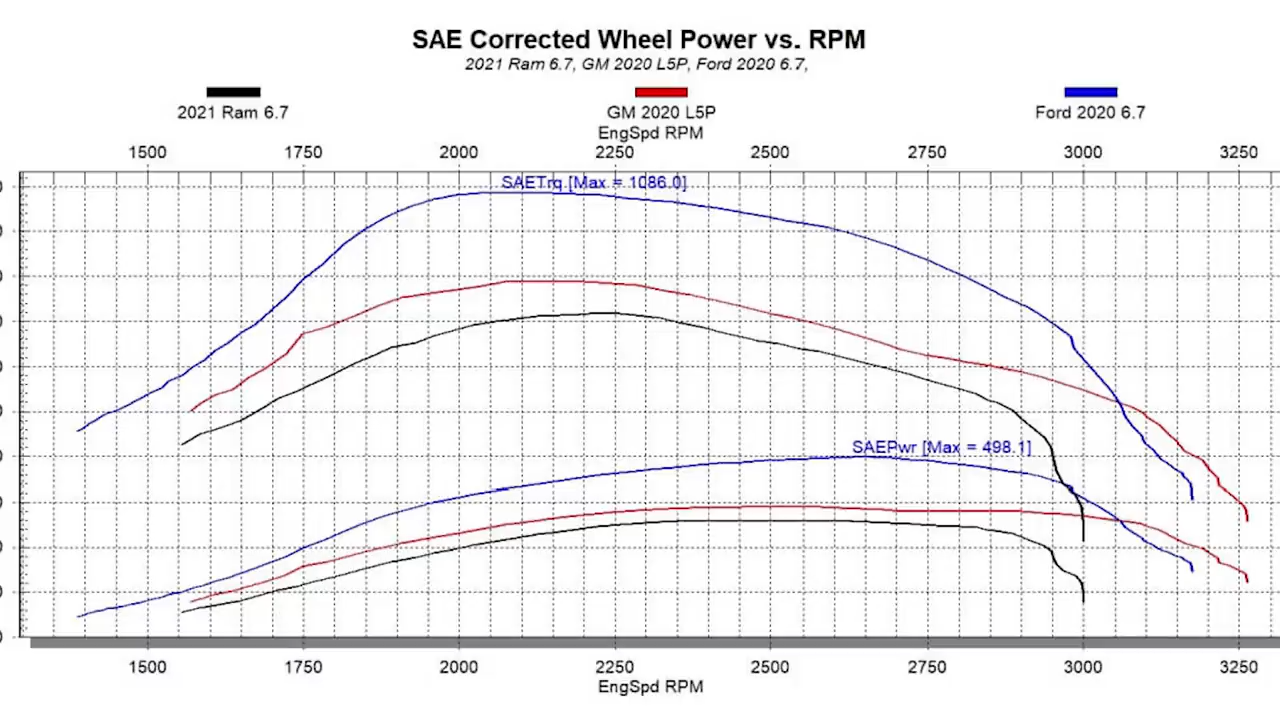 SAE Corrected Wheel Power vs. RPM
2021 Ram 6.7, GM 2020 L5P, Ford 2020 6.7,
2021 Ram 6.7 GM 2020 L5P Ford 2020 6.7
EngSpd RPM
1500 1750 2000 2250 2500 2750 3000 3250
SAETrq [Max = 1086.0]
SAEPwr [Max = 498.1]
1500 1750 2000 2250 2500 2750 3000 3250
EngSpd RPM